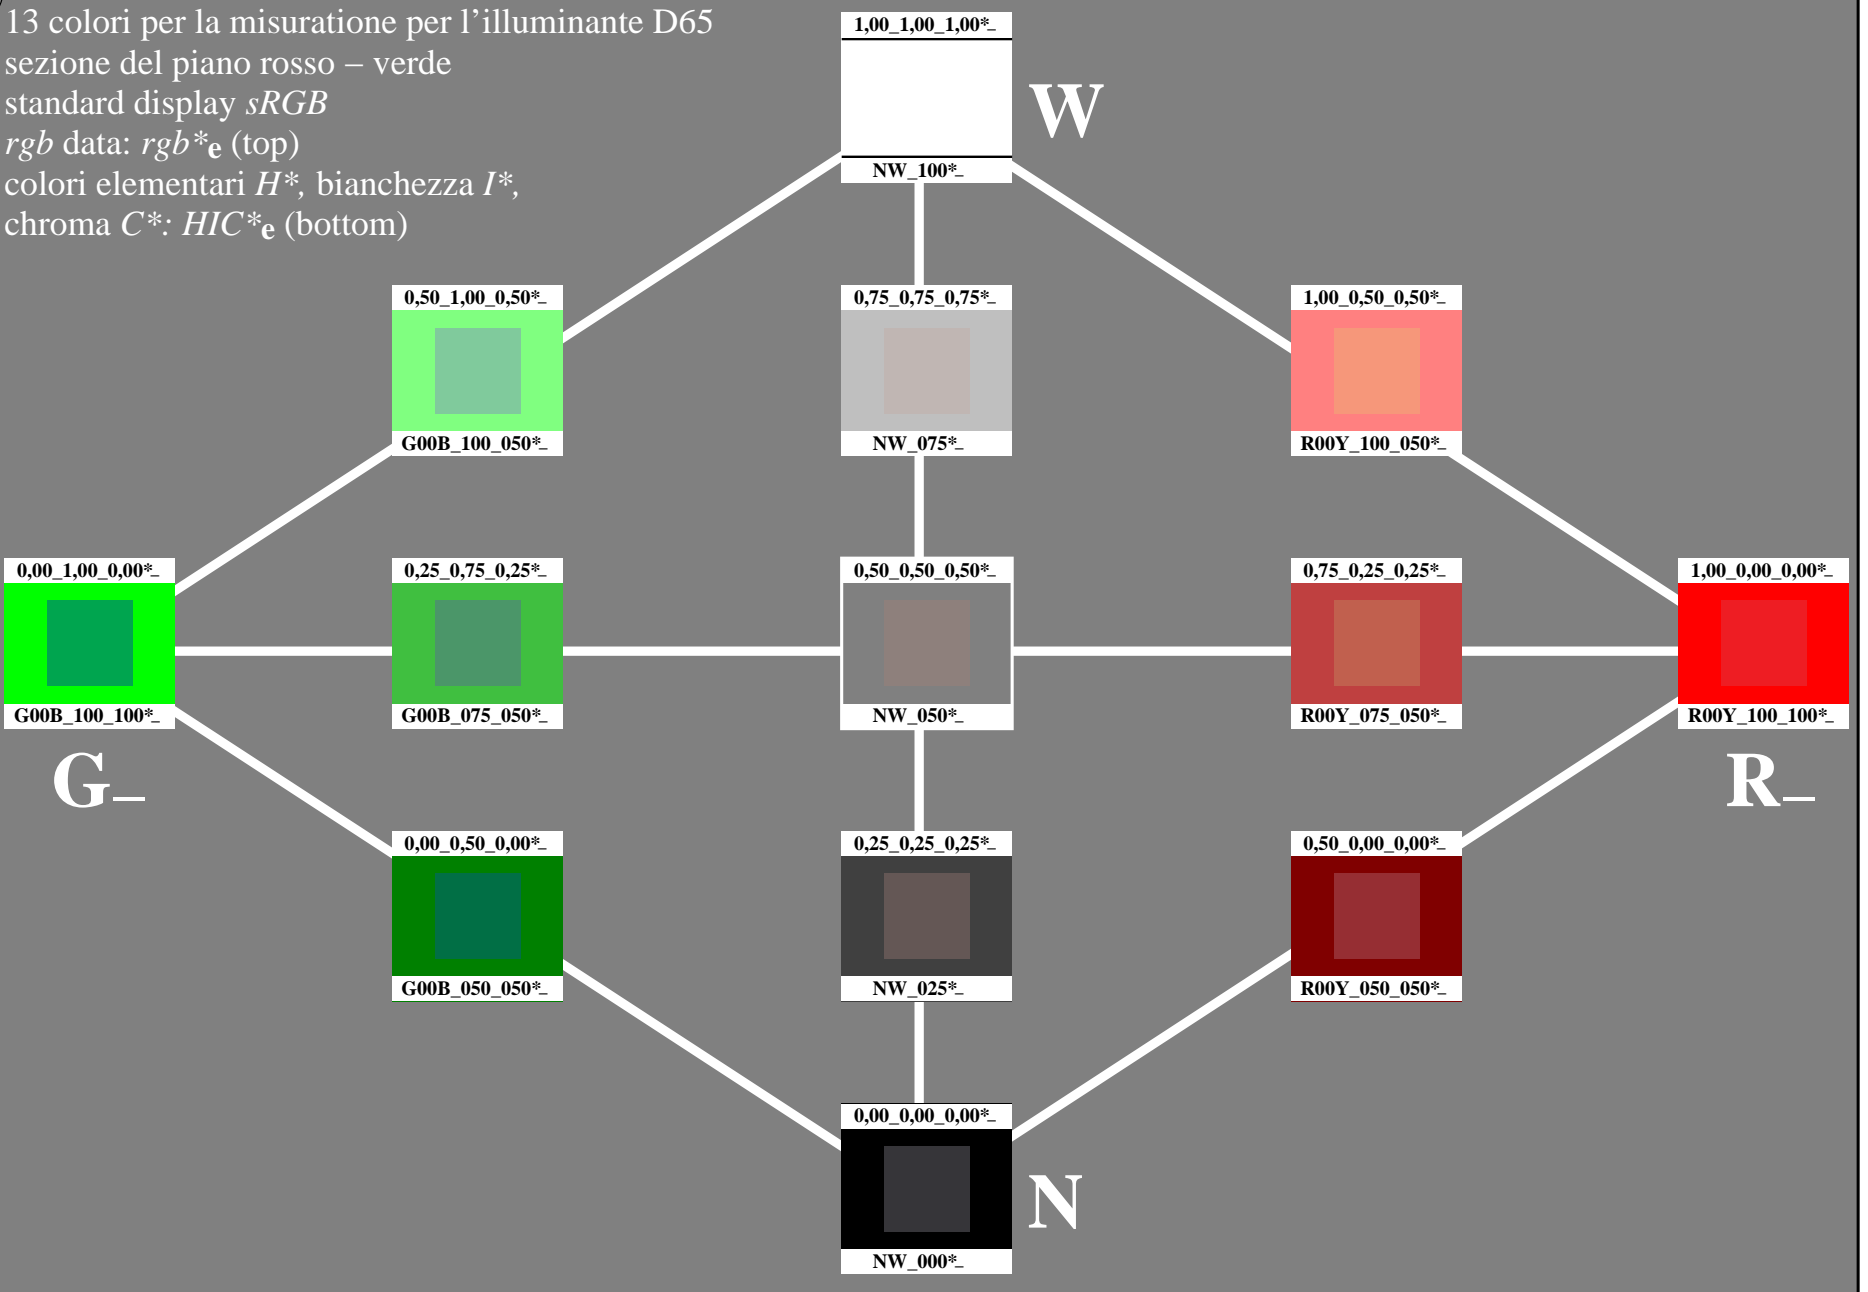 13 colori per la misuratione per l’illuminante D65
sezione del piano rosso – verde
standard display sRGB
rgb data: rgb*e (top)
colori elementari H*, bianchezza I*,
chroma C*: HIC*e (bottom)
1,00_1,00_1,00*_
W
NW_100*_
0,50_1,00_0,50*_
0,75_0,75_0,75*_
1,00_0,50_0,50*_
G00B_100_050*_
NW_075*_
R00Y_100_050*_
0,00_1,00_0,00*_
0,25_0,75_0,25*_
0,50_0,50_0,50*_
0,75_0,25_0,25*_
1,00_0,00_0,00*_
G00B_100_100*_
G00B_075_050*_
NW_050*_
R00Y_075_050*_
R00Y_100_100*_
G_
R_
0,00_0,50_0,00*_
0,25_0,25_0,25*_
0,50_0,00_0,00*_
G00B_050_050*_
NW_025*_
R00Y_050_050*_
0,00_0,00_0,00*_
N
NW_000*_